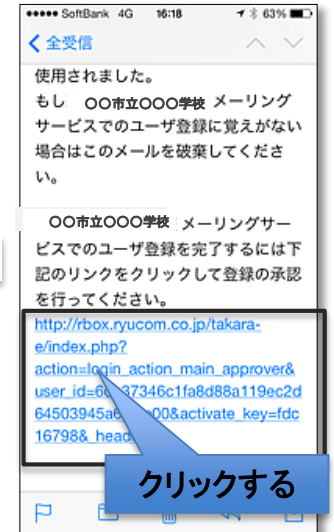 ●●●●● SoftBank 4G 16:18 63%
全受信
使用されました。
もし 〇〇市立〇〇〇学校 メーリング
サービスでのユーザ登録に覚えがない
場合はこのメールを破棄してくださ
い。
〇〇市立〇〇〇学校 メーリングサー
ビスでのユーザ登録を完了するには下
記のリンクをクリックして登録の承認
を行ってください。
http://rbox.ryucom.co.jp/takara-
e/index.php?
action=login_action_main_approver&
37346c1fa8d88a119ec2d
64503945a
00&activate_key=fdc
16798&_head
クリックする